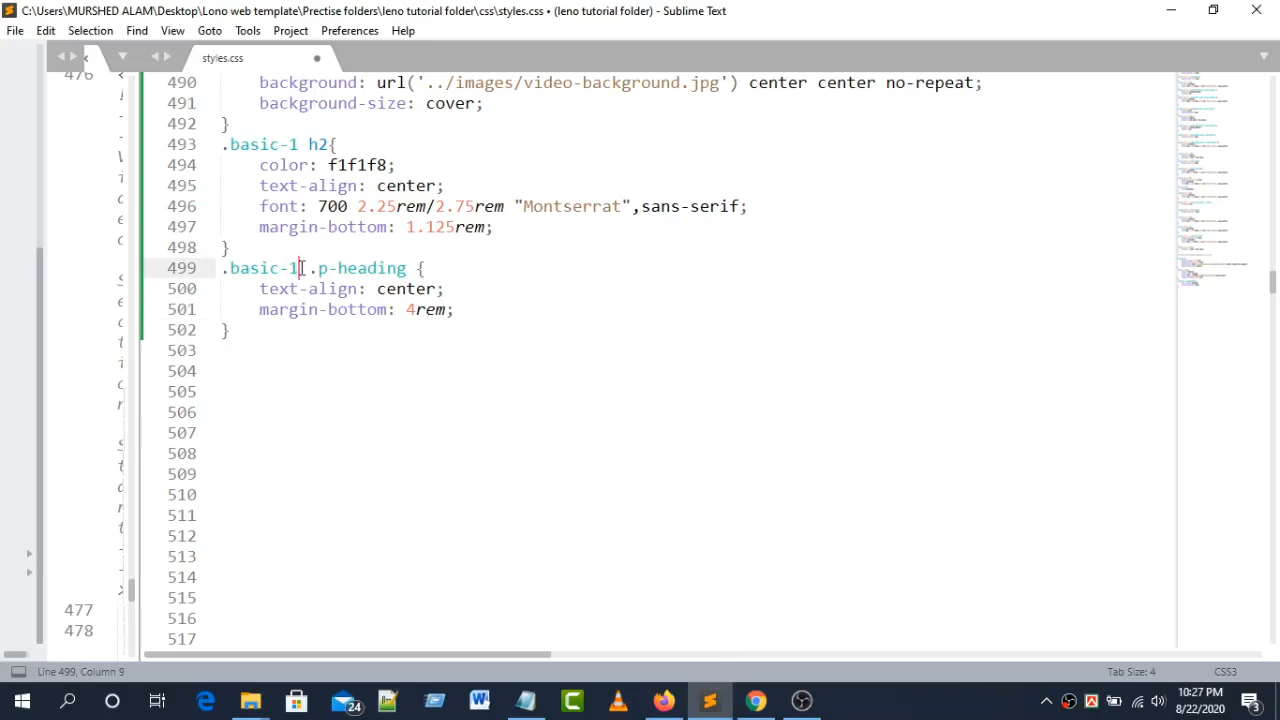 C:\Users\MURSHED ALAM\Desktop\Lono web template\Prectise folders\leno tutorial folder\css\styles.css • (leno tutorial folder) - Sublime Text
File Edit Selection Find View Goto Tools Project Preferences Help
styles.css
476
490 background: url('../images/video-background.jpg') center center no-repeat;
491 background-size: cover;
492 }
493 .basic-1 h2{
494 color: f1f1f8;
495 text-align: center;
496 font: 2.25rem/2.75rem Montserrat",sans-serif;
497 margin-bottom: 1.125rem;
498 }
499 .basic-1 .p-heading {
500 text-align: center;
501 margin-bottom: 4rem;
502 }
503
504
505
506
507
508
509
510
511
512
513
514
515
516
517
477
478
Line 499, Column 9
Tab Size: 4
CSS3
24
10:27 PM
8/22/2020
3